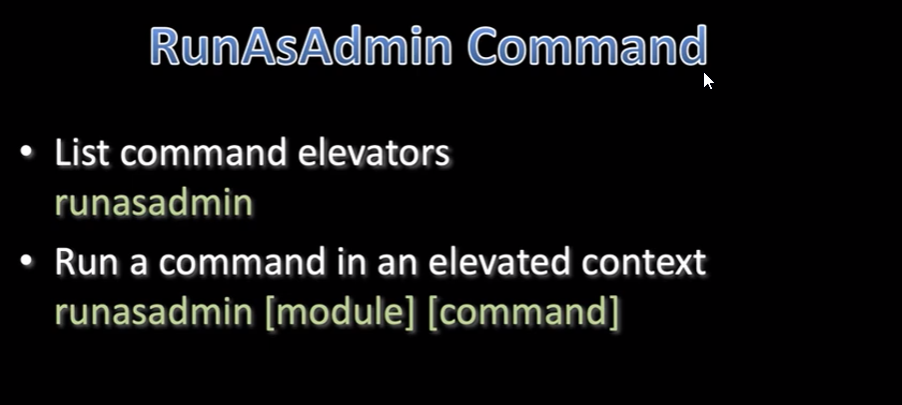 RunAsAdmin Command
• List command elevators
runasadmin
• Run a command in an elevated context
runasadmin [module] [command]